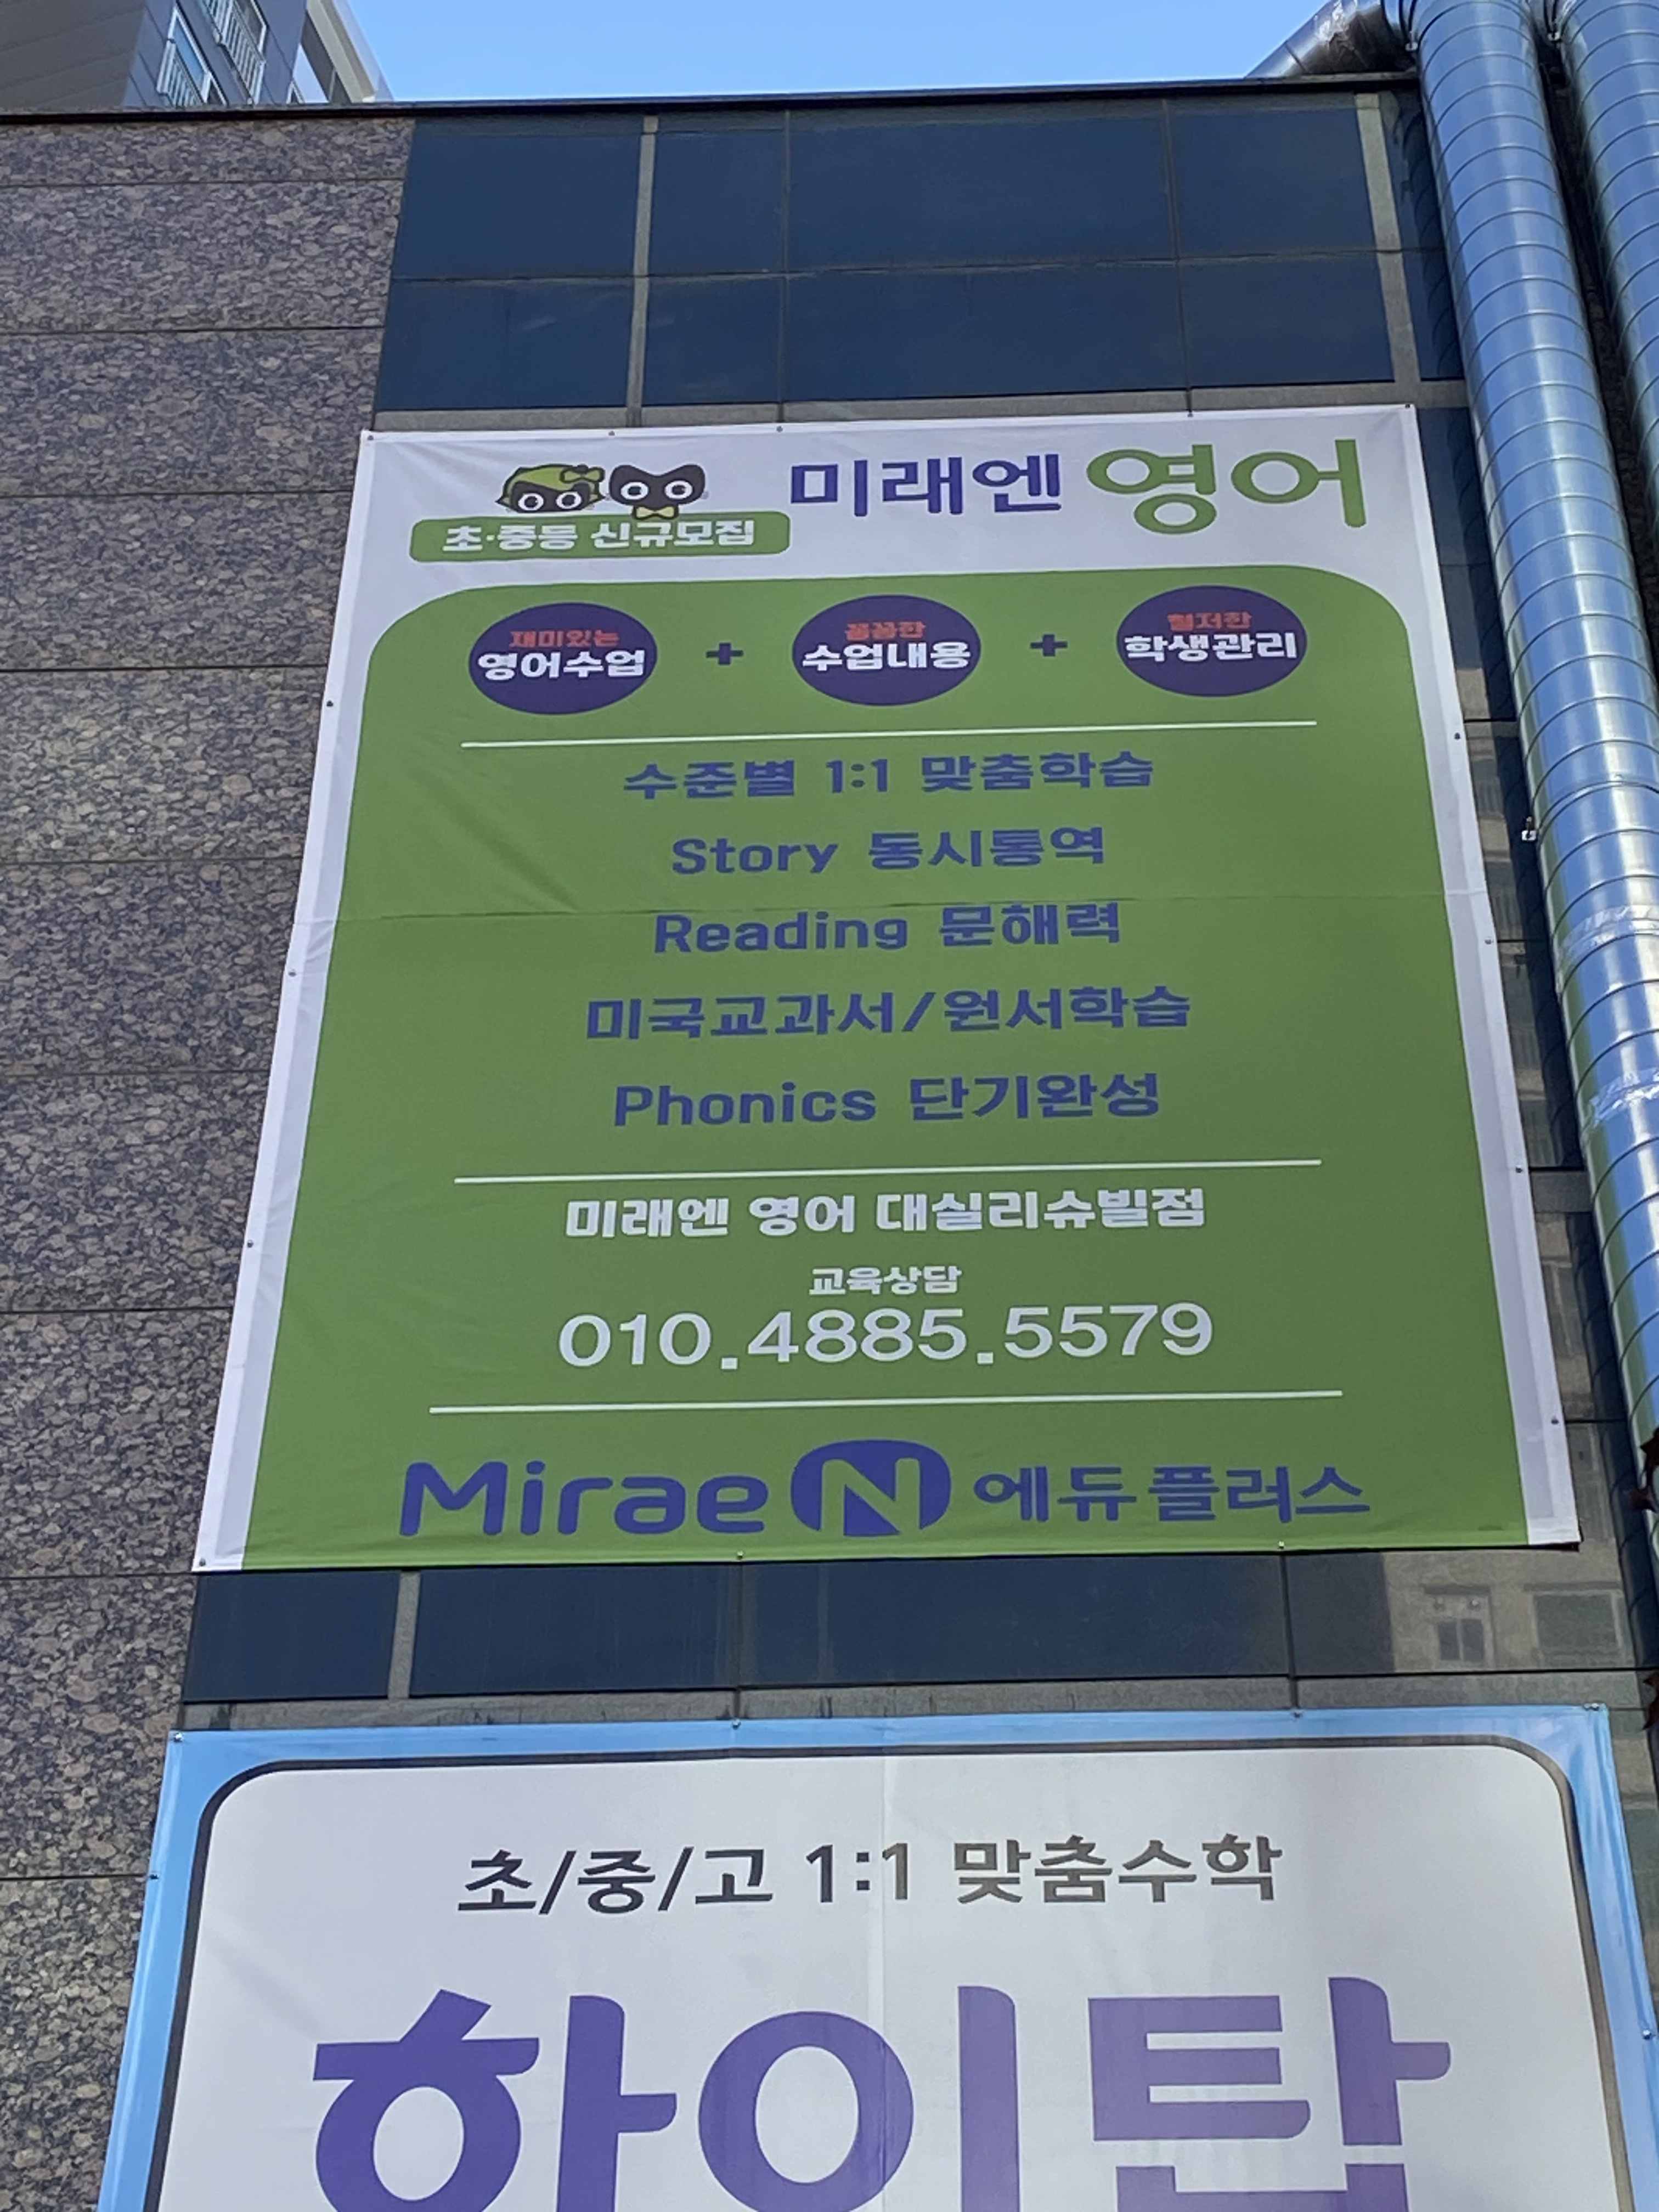 미래엔 영어
초·중등 신규모집
재미있는
영어수업
+
꼼꼼한
수업내용
+
철저한
학생관리
수준별 1:1 맞춤학습
Story 동시통역
Reading 문해력
미국교과서/원서학습
Phonics 단기완성
미래엔 영어 대실리슈빌점
교육상담
010.4885.5579
Mirae N 에듀플러스
초/중/고 1:1 맞춤수학
하이탑